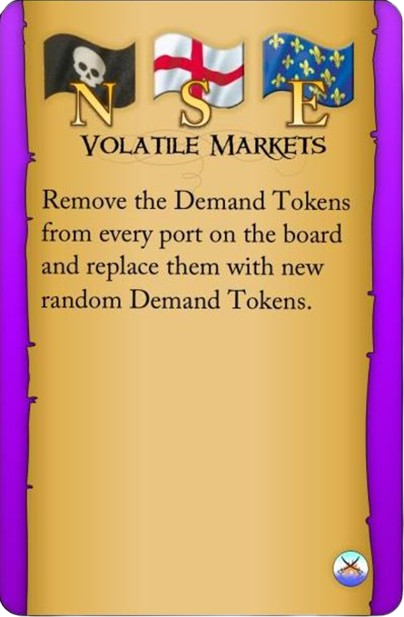 N S E
VOLATILE MARKETS
Remove the Demand Tokens
from every port on the board
and replace them with new
random Demand Tokens.